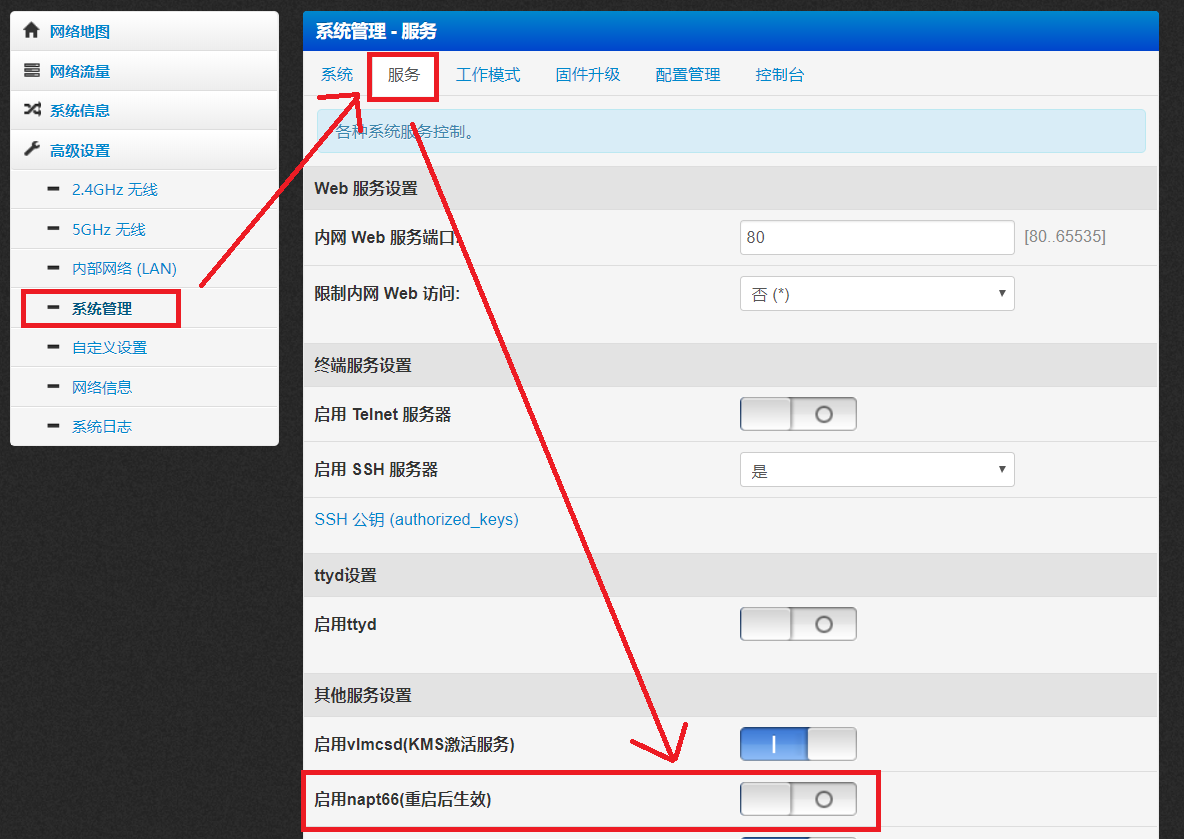 网络地图
网络流量
系统信息
高级设置
2.4GHz 无线
5GHz 无线
内部网络 (LAN)
系统管理
自定义设置
网络信息
系统日志
系统管理 - 服务
系统 服务 工作模式 固件升级 配置管理 控制台
各种系统服务控制。
Web 服务设置
内网 Web 服务端口: 80 [80..65535]
限制内网 Web 访问: 否 (*)
终端服务设置
启用 Telnet 服务器
启用 SSH 服务器 是
SSH 公钥 (authorized_keys)
ttyd设置
启用ttyd
其他服务设置
启用vlmcsd(KMS激活服务)
启用napt66(重启后生效)